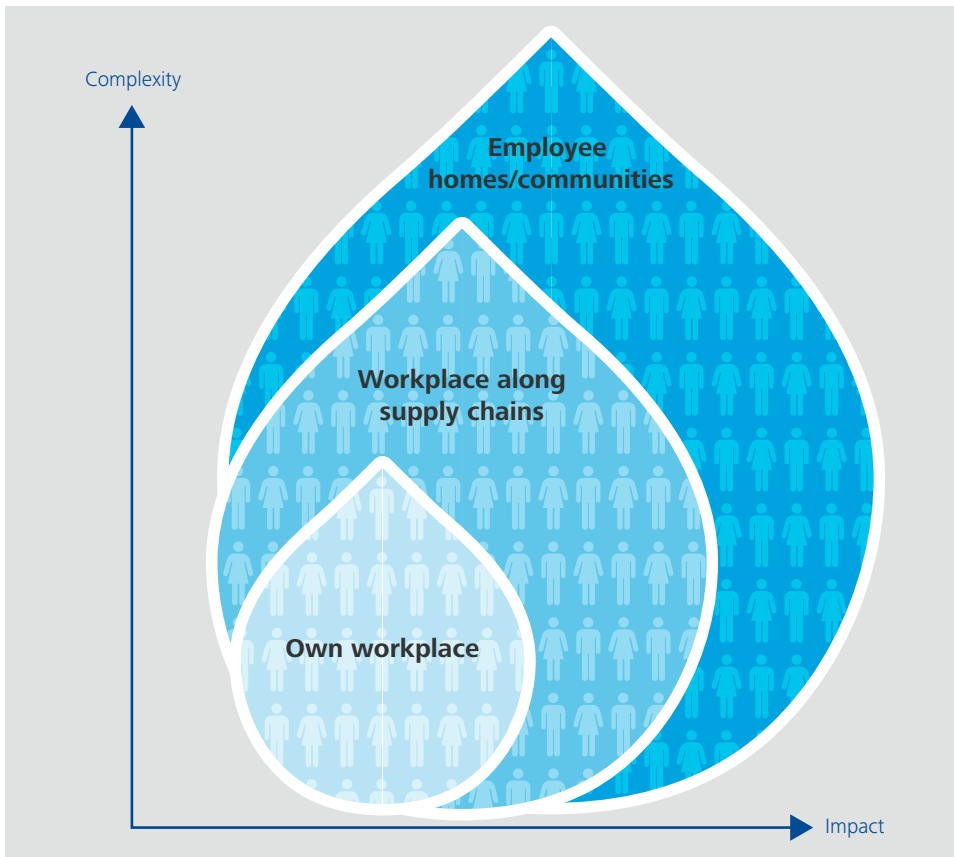 Complexity
Employee
homes/communities
Workplace along
supply chains
Own workplace
Impact